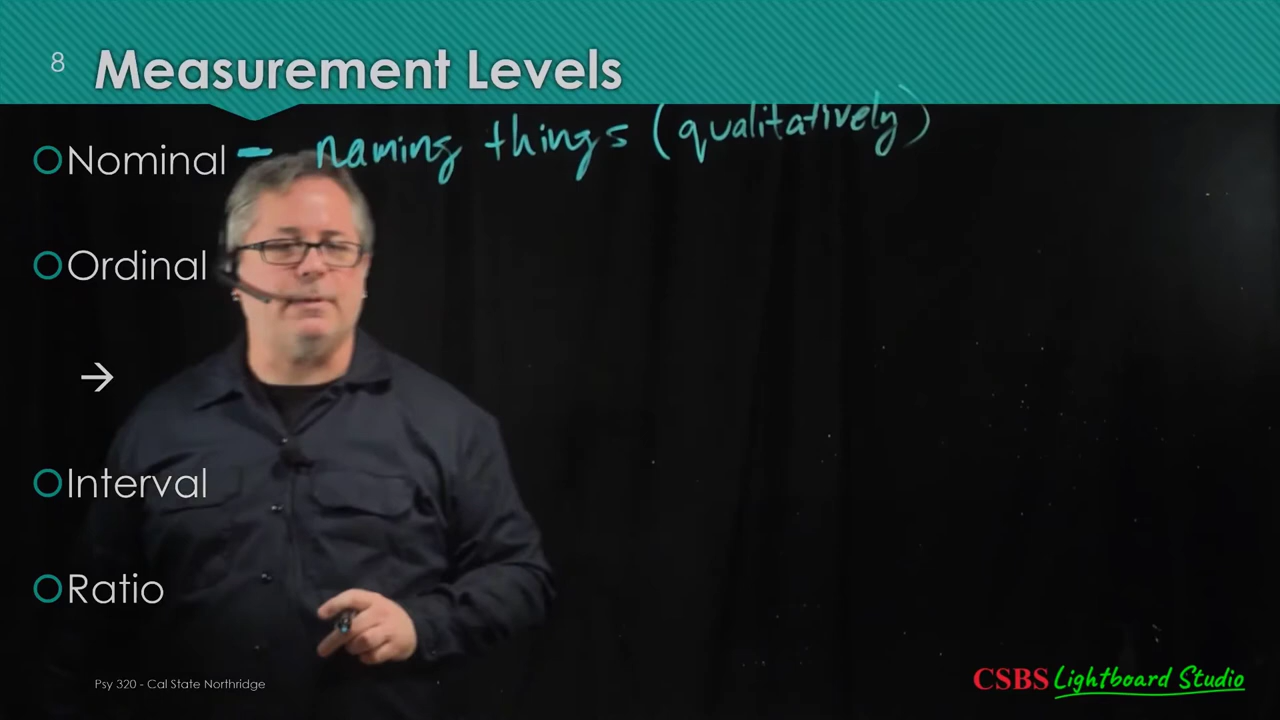 8
Measurement Levels
Nominal - naming things (qualitatively)
Ordinal
→
Interval
Ratio
Psy 320 - Cal State Northridge
CSBS Lightboard Studio